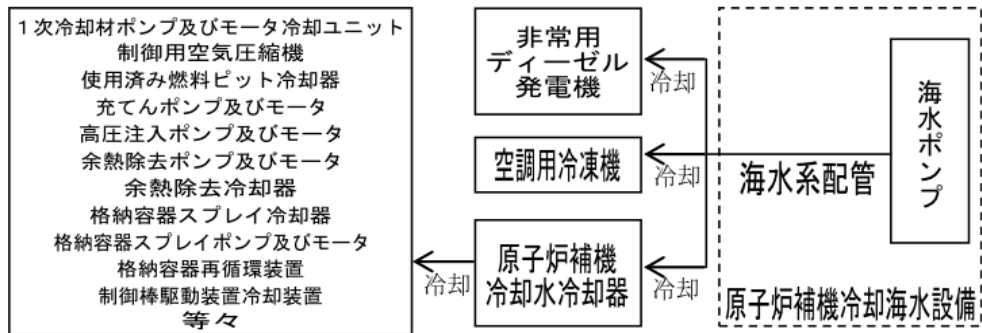 1次冷却材ポンプ及びモータ冷却ユニット
制御用空気圧縮機
使用済み燃料ピット冷却器
充てんポンプ及びモータ
高圧注入ポンプ及びモータ
余熱除去ポンプ及びモータ
余熱除去冷却器
格納容器スプレイ冷却器
格納容器スプレイポンプ及びモータ
格納容器再循環装置
制御棒駆動装置冷却装置
等々
冷却
非常用
ディーゼル
発電機
冷却
空調用冷凍機
冷却
原子炉補機
冷却水冷却器
冷却
海水系配管
海水ポンプ
原子炉補機冷却海水設備